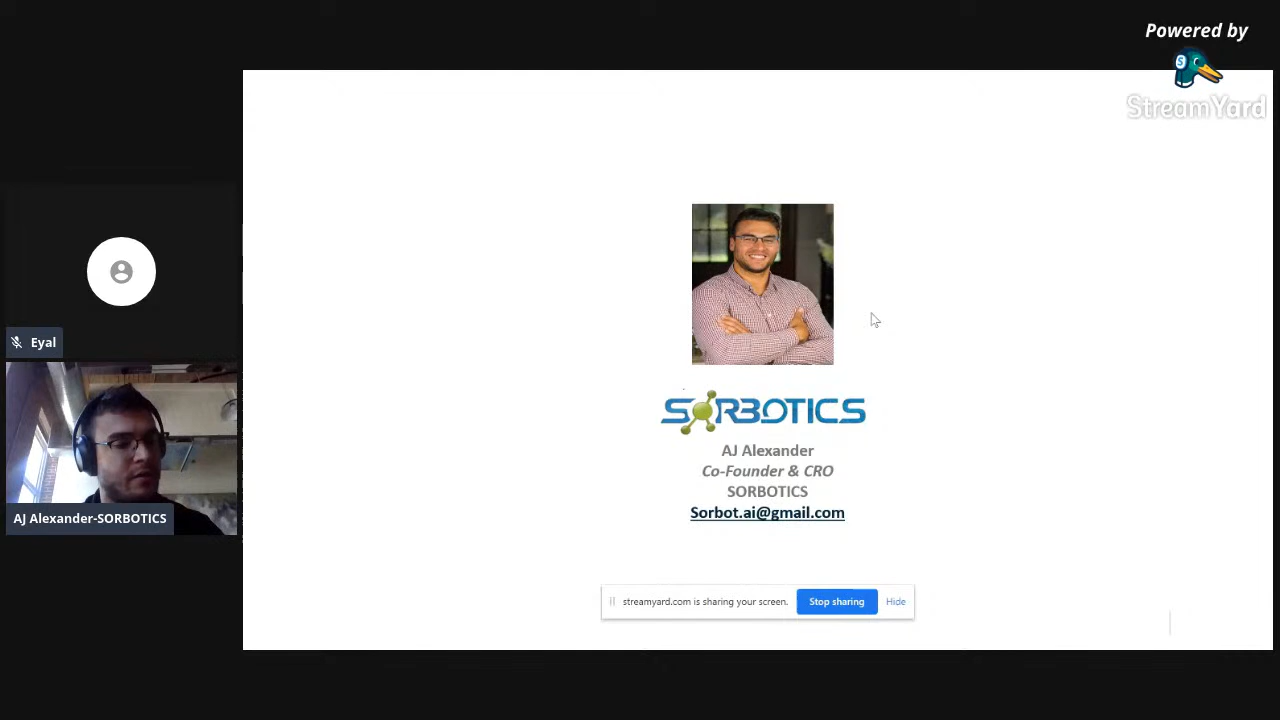 Powered by
StreamYard
Eyal
AJ Alexander-SORBOTICS
SORBOTICS
AJ Alexander
Co-Founder & CRO
SORBOTICS
Sorbot.ai@gmail.com
streamyard.com is sharing your screen. Stop sharing Hide